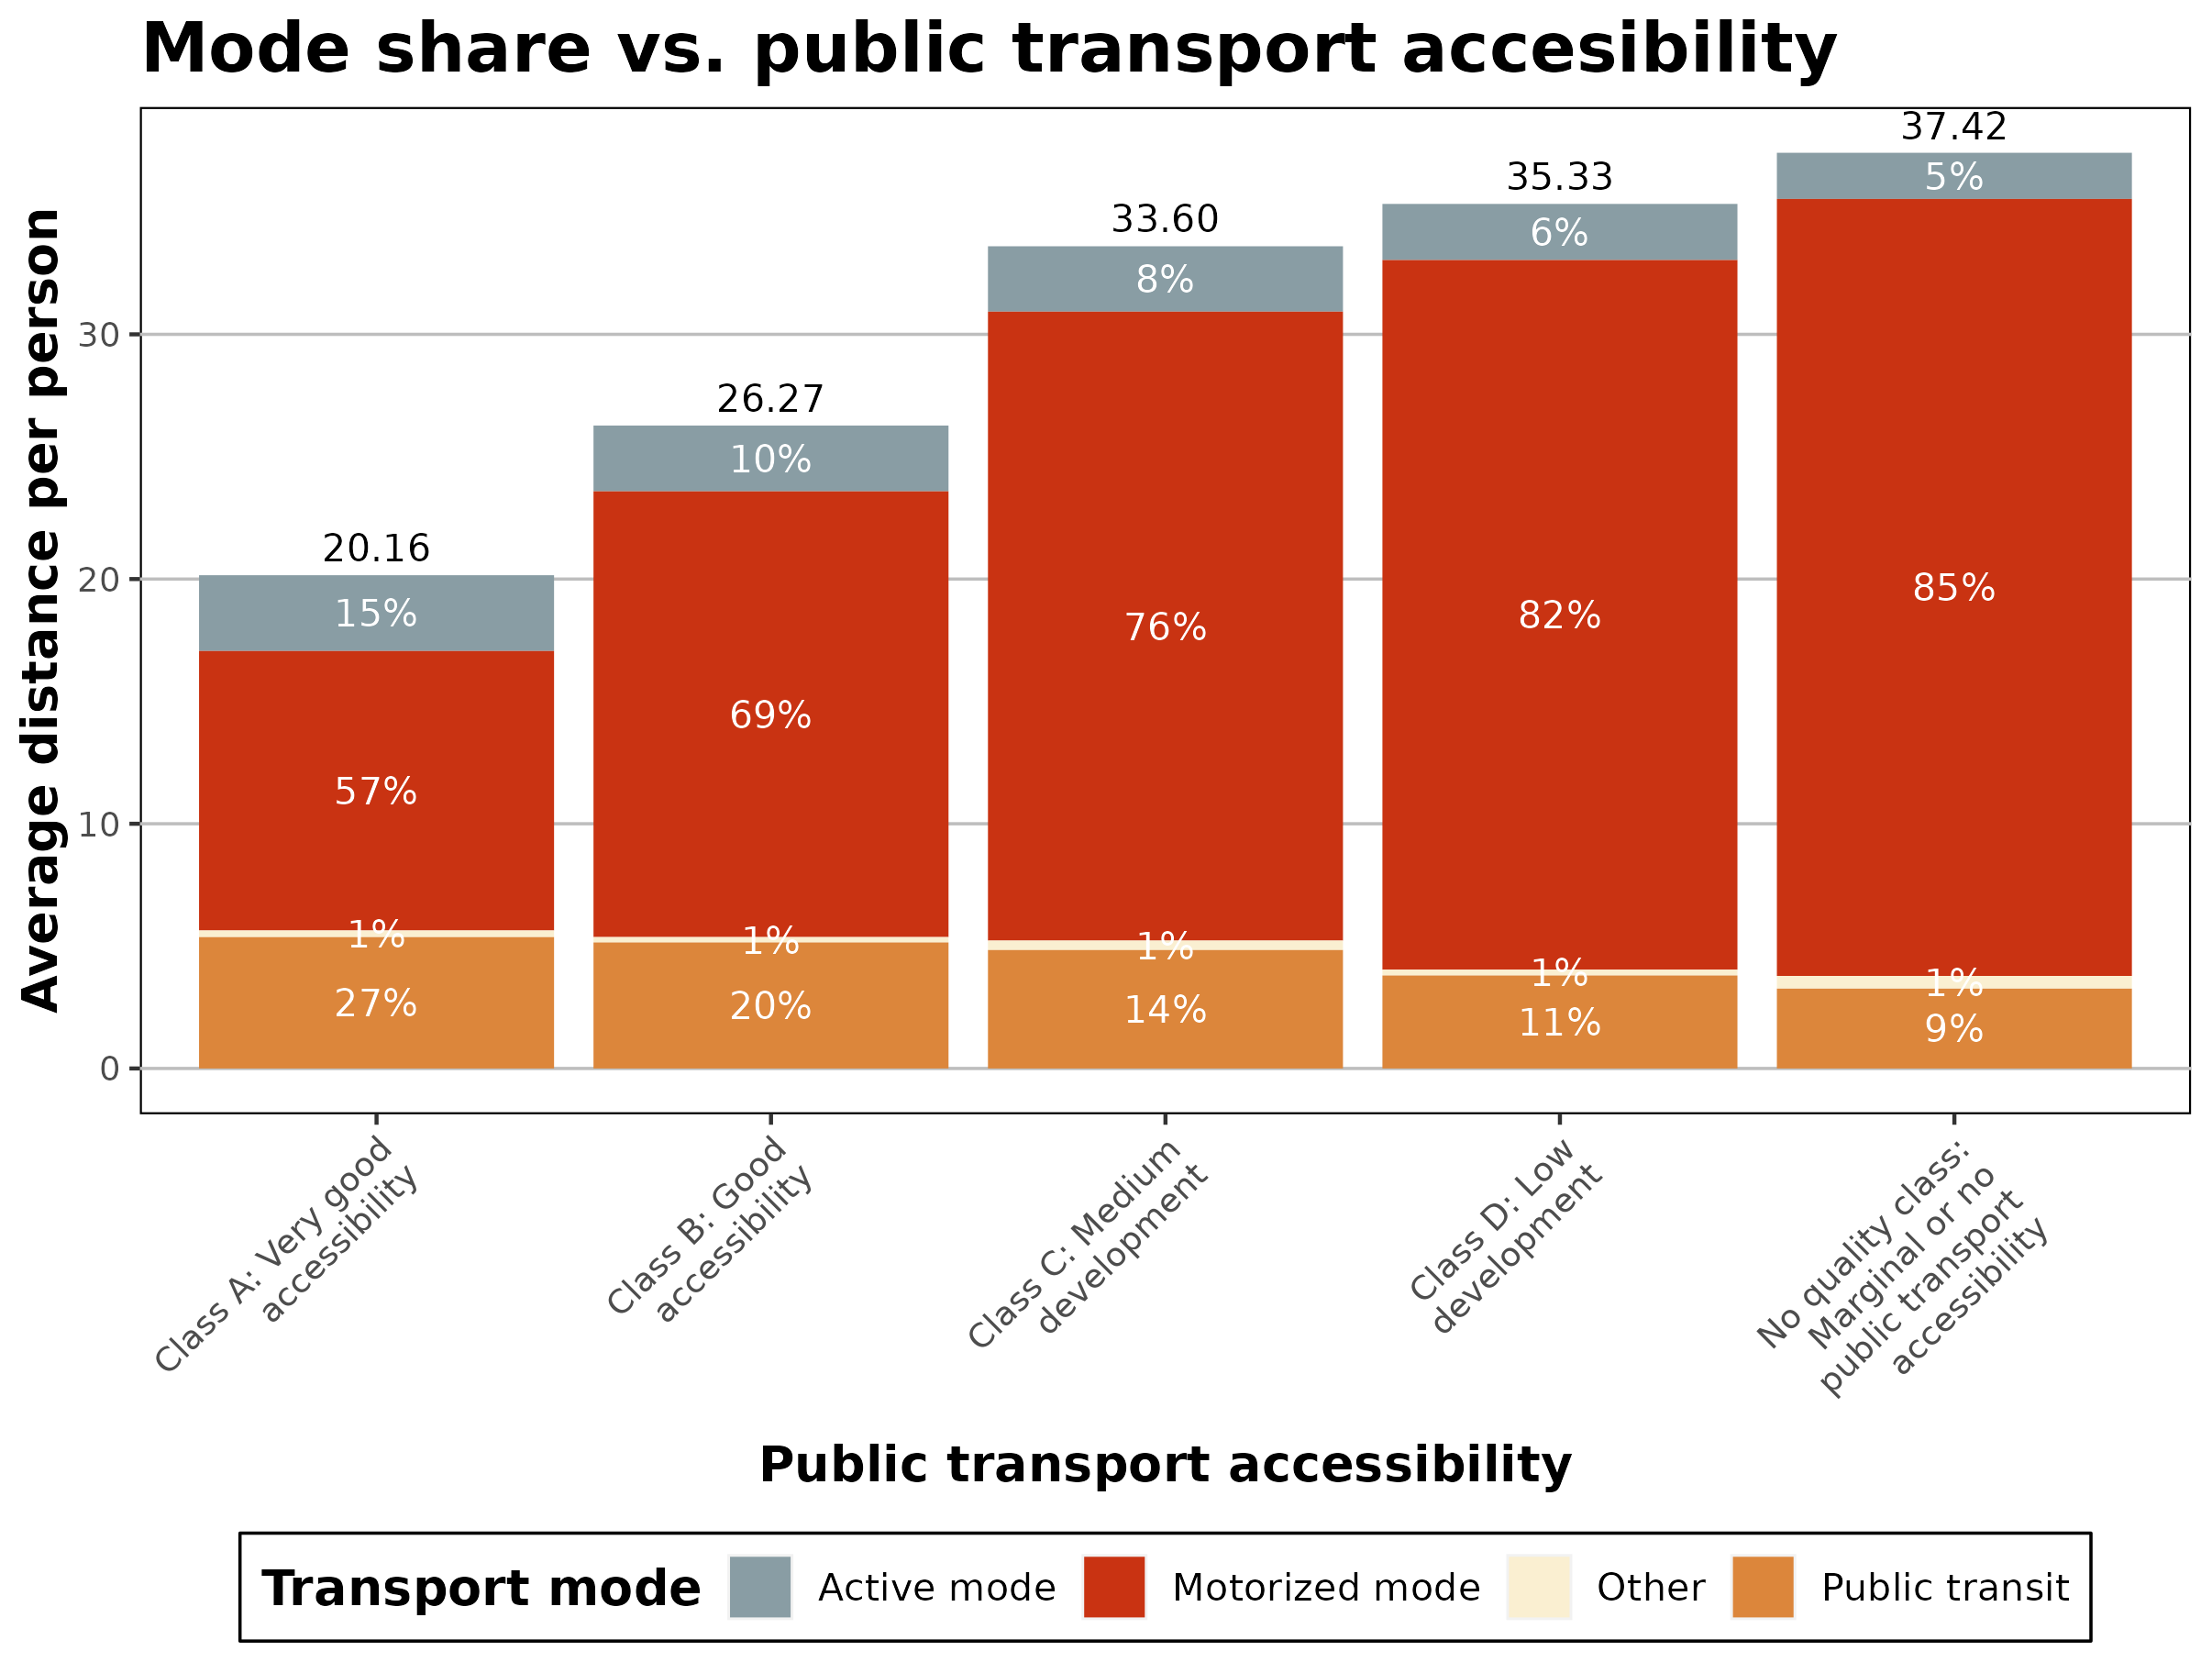 Mode share vs. public transport accesibility
Average distance per person
30
20
10
0
20.16
15%
57%
1%
27%
26.27
10%
69%
1%
20%
33.60
8%
76%
1%
14%
35.33
6%
82%
1%
11%
37.42
5%
85%
1%
9%
Class A: Very good
accessibility
Class B: Good
accessibility
Class C: Medium
development
Class D: Low
development
No quality class:
Marginal or no
public transport
accessibility
Public transport accessibility
Transport mode
Active mode
Motorized mode
Other
Public transit